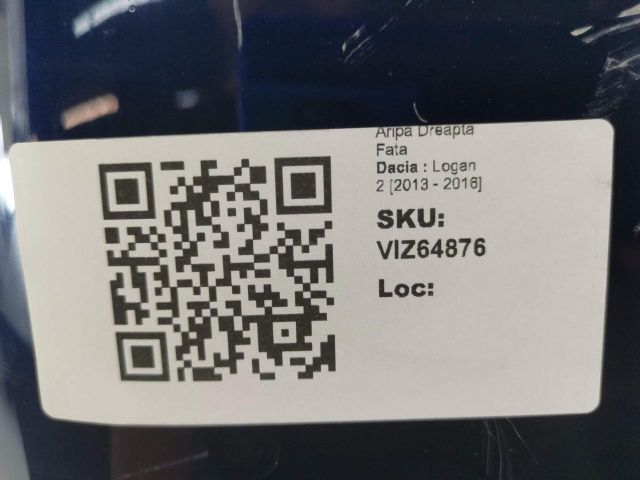 Aripa Dreapta
Fata
Dacia : Logan
2 [2013 - 2016]
SKU:
VIZ64876
Loc: